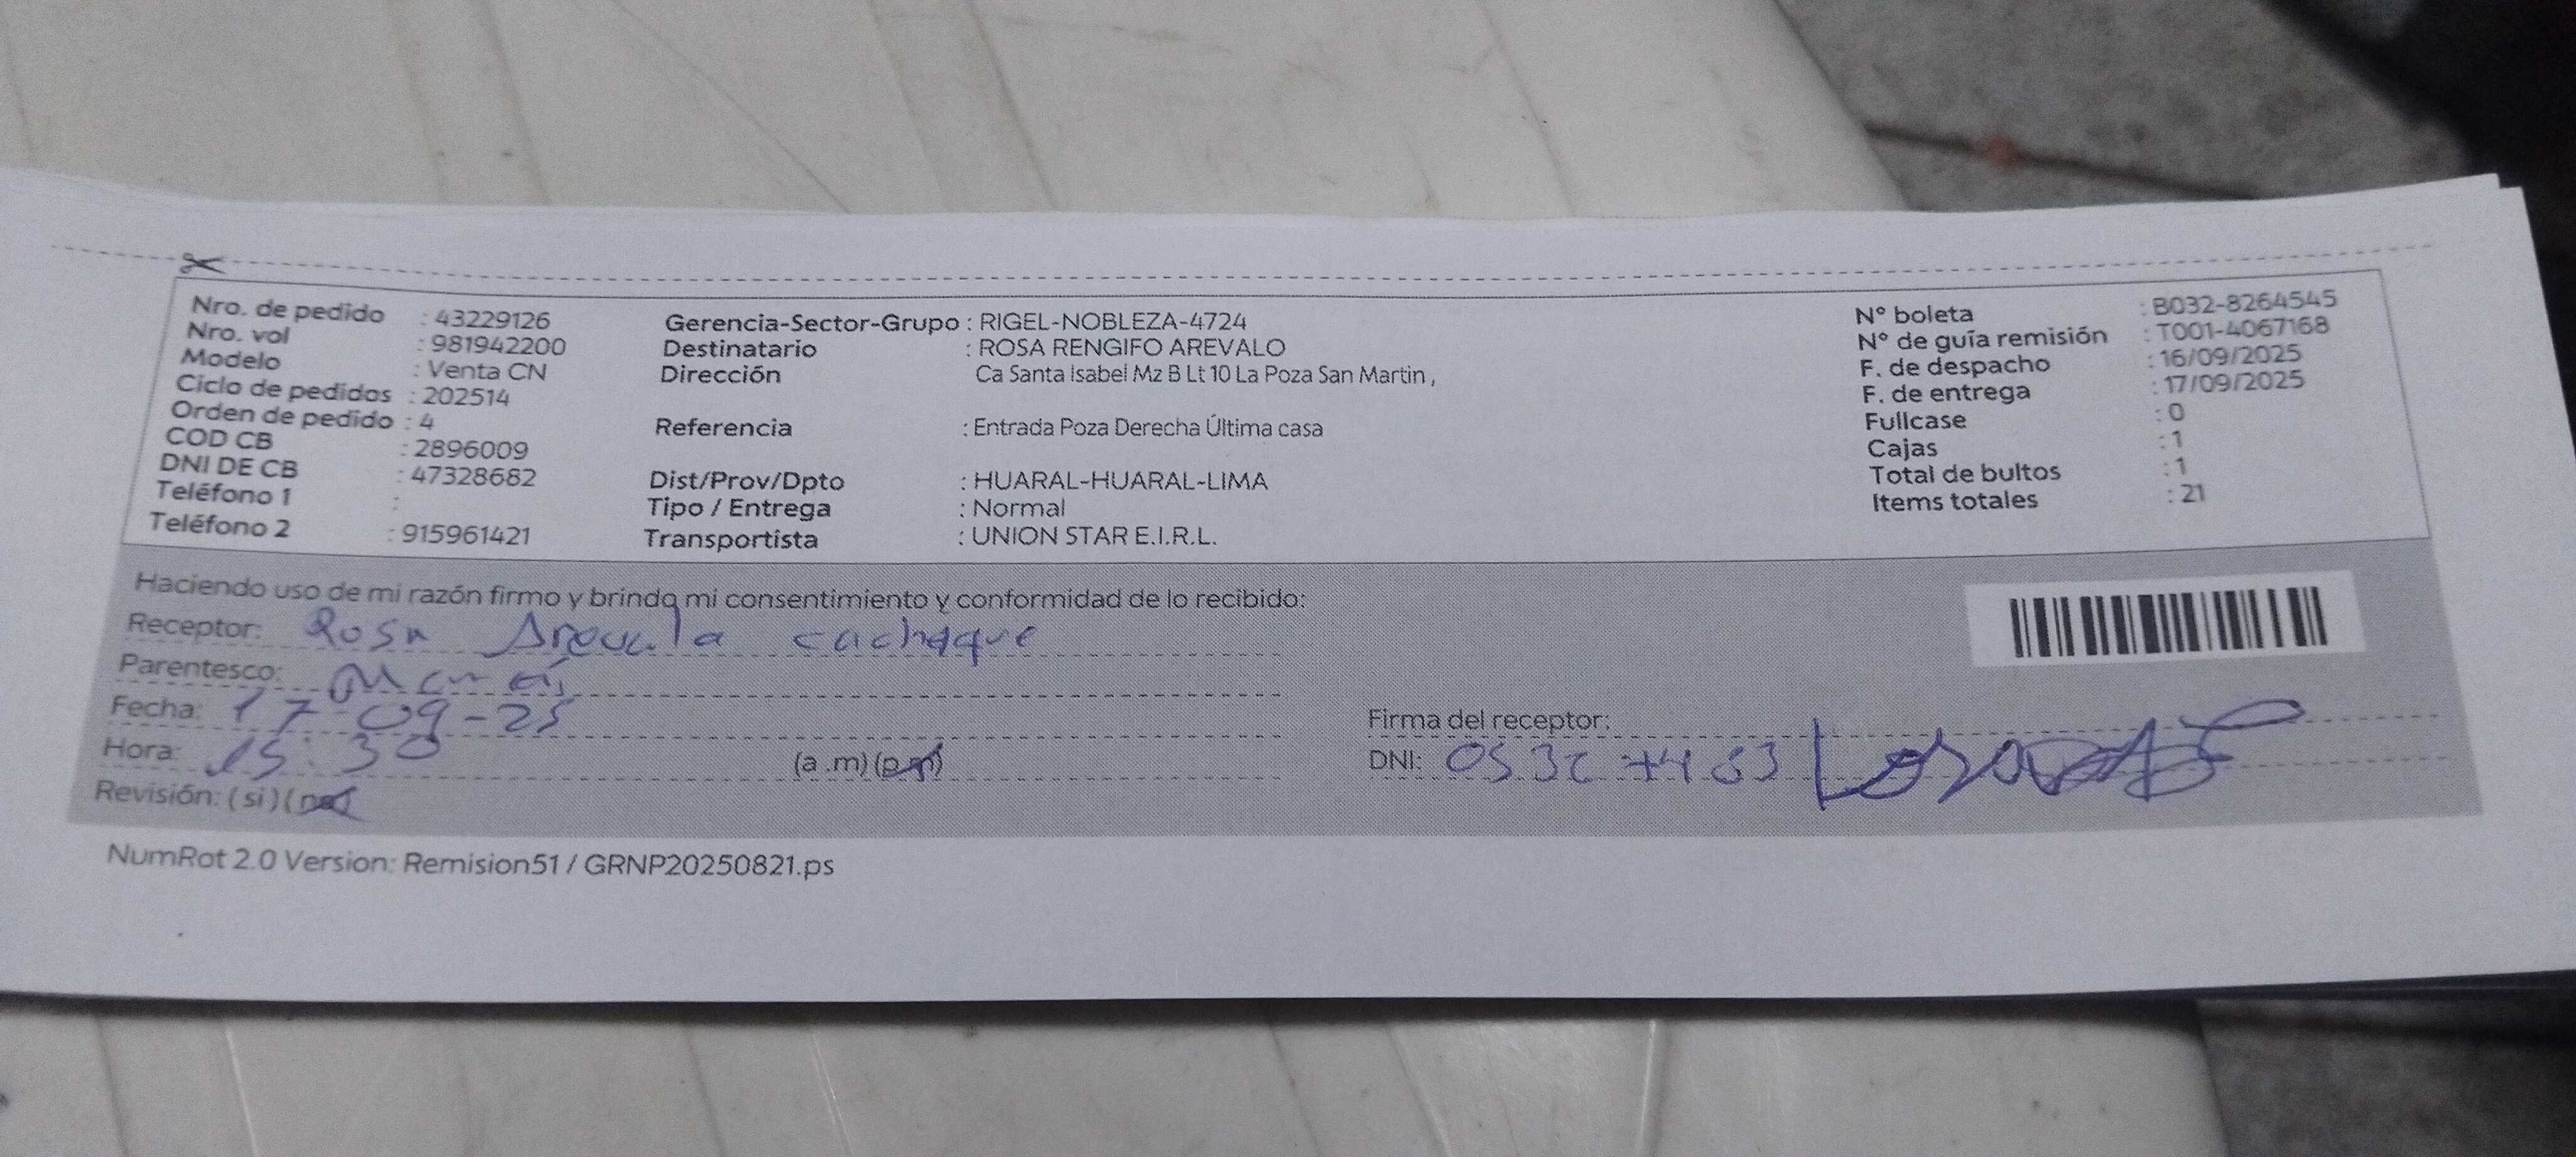 Nro. de pedido : 43229126
Nro. vol : 981942200
Modelo : Venta CN
Ciclo de pedidos : 202514
Orden de pedido : 4
COD CB : 2896009
DNI DE CB : 47328682
Teléfono 1 :
Teléfono 2 : 915961421
Gerencia-Sector-Grupo : RIGEL-NOBLEZA-4724
Destinatario : ROSA RENGIFO AREVALO
Dirección Ca Santa Isabel Mz B Lt 10 La Poza San Martin ,
Referencia : Entrada Poza Derecha Última casa
Dist/Prov/Dpto : HUARAL-HUARAL-LIMA
Tipo / Entrega : Normal
Transportista : UNION STAR E.I.R.L.
N° boleta : B032-8264545
N° de guía remisión : T001-4067168
F. de despacho : 16/09/2025
F. de entrega : 17/09/2025
Fullcase : 0
Cajas : 1
Total de bultos : 1
Items totales : 21
Haciendo uso de mi razón firmo y brindo mi consentimiento y conformidad de lo recibido:
Receptor: Rosa Arevala cachique
Parentesco:
Fecha: 17-09-25
Hora: 15:30 (a .m) (p.m)
Revisión: ( si ) ( no)
Firma del receptor:
DNI:
NumRot 2.0 Version: Remision51 / GRNP20250821.ps